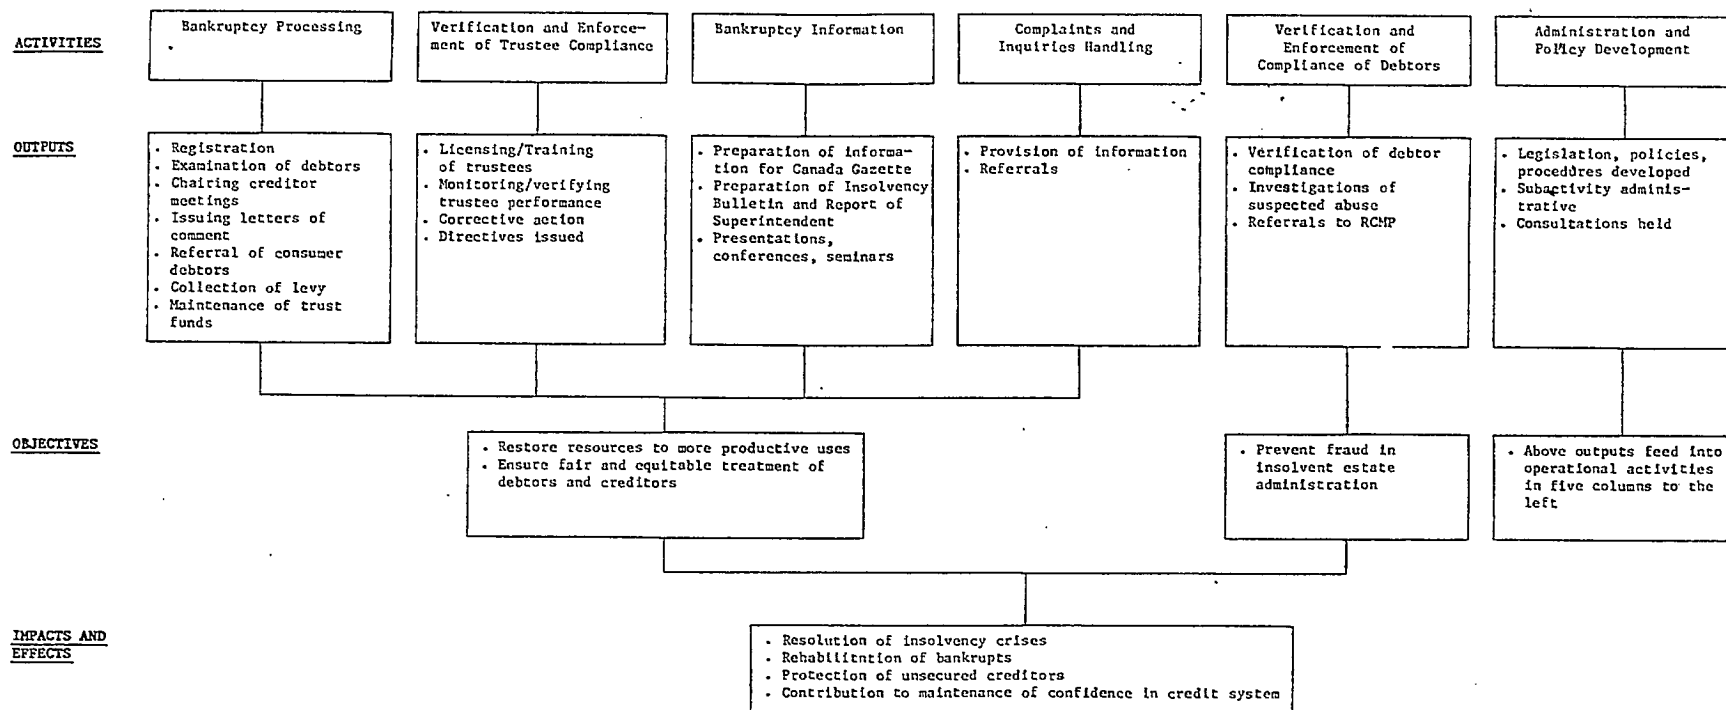 ACTIVITIES
Bankruptcy Processing
Verification and Enforce-
ment of Trustee Compliance
Bankruptcy Information
Complaints and
Inquiries Handling
Verification and
Enforcement of
Compliance of Debtors
Administration and
Policy Development
OUTPUTS
. Registration
. Examination of debtors
. Chairing creditor
meetings
. Issuing letters of
comment
. Referral of consumer
debtors
. Collection of levy
. Maintenance of trust
funds
. Licensing/Training
of trustees
. Monitoring/verifying
trustee performance
. Corrective action
. Directives issued
. Preparation of informa-
tion for Canada Gazette
. Preparation of Insolvency
Bulletin and Report of
Superintendent
. Presentations,
conferences, seminars
. Provision of information
. Referrals
. Verification of debtor
compliance
. Investigations of
suspected abuse
. Referrals to RCMP
. Legislation, policies,
procedures developed
. Subactivity adminis-
trative
. Consultations held
OBJECTIVES
. Restore resources to more productive uses
. Ensure fair and equitable treatment of
debtors and creditors
. Prevent fraud in
insolvent estate
administration
. Above outputs feed into
operational activities
in five columns to the
left
IMPACTS AND
EFFECTS
. Resolution of insolvency crises
. Rehabilitation of bankrupts
. Protection of unsecured creditors
. Contribution to maintenance of confidence in credit system